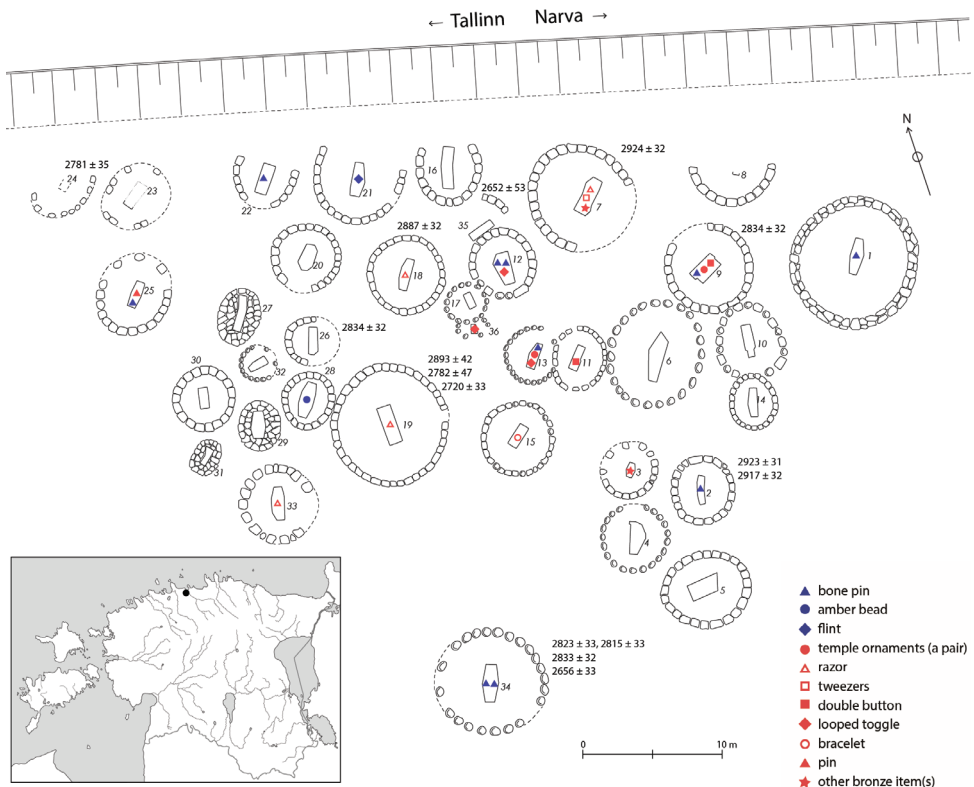 ← Tallinn Narva →
N
2781 ± 35
24
23
22
21
16
2652 ± 53
2924 ± 32
7
8
35
2887 ± 32
12
2834 ± 32
9
1
20
18
25
27
17
36
26
2834 ± 32
13
11
6
10
30
32
28
2893 ± 42
2782 ± 47
2720 ± 33
14
29
19
15
31
3
2
2923 ± 31
2917 ± 32
33
4
5
2823 ± 33, 2815 ± 33
2833 ± 32
2656 ± 33
34
0 10 m
bone pin
amber bead
flint
temple ornaments (a pair)
razor
tweezers
double button
looped toggle
bracelet
pin
other bronze item(s)